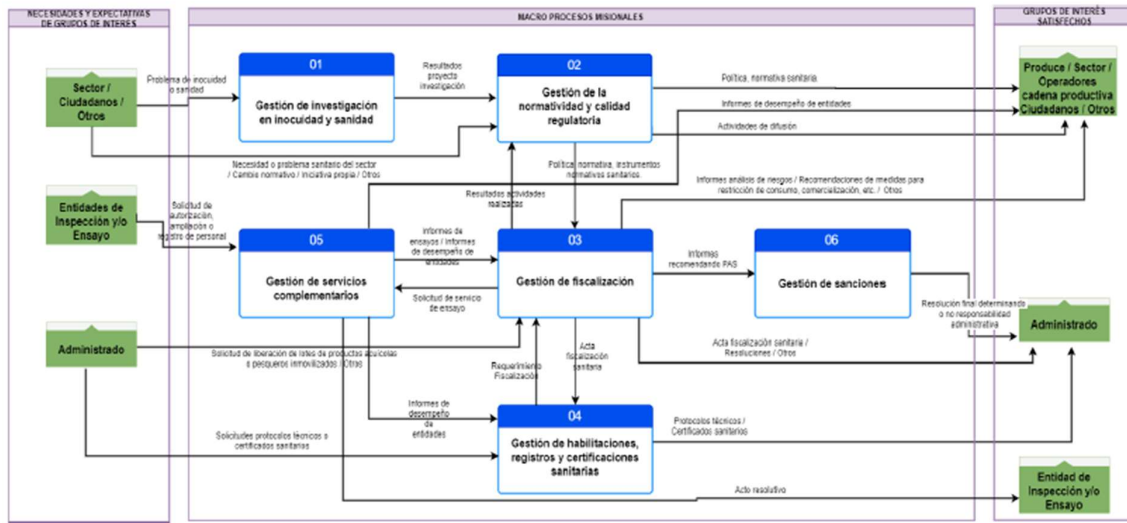 NECESIDADES Y EXPECTATIVAS
DE GRUPOS DE INTERÉS
MACRO PROCESOS MISIONALES
GRUPOS DE INTERÉS
SATISFECHOS
Sector /
Ciudadanos /
Otros
Problema de inocuidad
o sanidad
01
Gestión de investigación
en inocuidad y sanidad
Resultados
proyecto
investigación
02
Gestión de la
normatividad y calidad
regulatoria
Política, normativa sanitaria.
Informes de desempeño de entidades
Actividades de difusión
Produce / Sector /
Operadores
cadena productiva
Ciudadanos / Otros
Necesidad o problema sanitario del sector
/ Cambio normativo / Iniciativa propia / Otros
Resultados actividades
realizadas
Política, normativa, instrumentos
normativos sanitarios.
Informes análisis de riesgos / Recomendaciones de medidas para
restricción de consumo, comercialización, etc. / Otros
Entidades de
Inspección y/o
Ensayo
Solicitud de
autorización,
ampliación o
registro de personal
05
Gestión de servicios
complementarios
Informes de
ensayos / Informes
de desempeño de
entidades
Solicitud de servicio
de ensayo
03
Gestión de fiscalización
Informes
recomendando PAS
06
Gestión de sanciones
Resolución final determinando
o no responsabilidad
administrativa
Administrado
Administrado
Solicitud de liberación de lotes de productos acuícolas
o pesqueros inmovilizados / Otros
Requerimiento
Fiscalización
Acta
fiscalización
sanitaria
Acta fiscalización sanitaria /
Resoluciones / Otros
Informes de
desempeño
de
entidades
Solicitudes protocolos técnicos o
certificados sanitarios
04
Gestión de habilitaciones,
registros y certificaciones
sanitarias
Protocolos técnicos /
Certificados sanitarios
Acto resolutivo
Entidad de
Inspección y/o
Ensayo